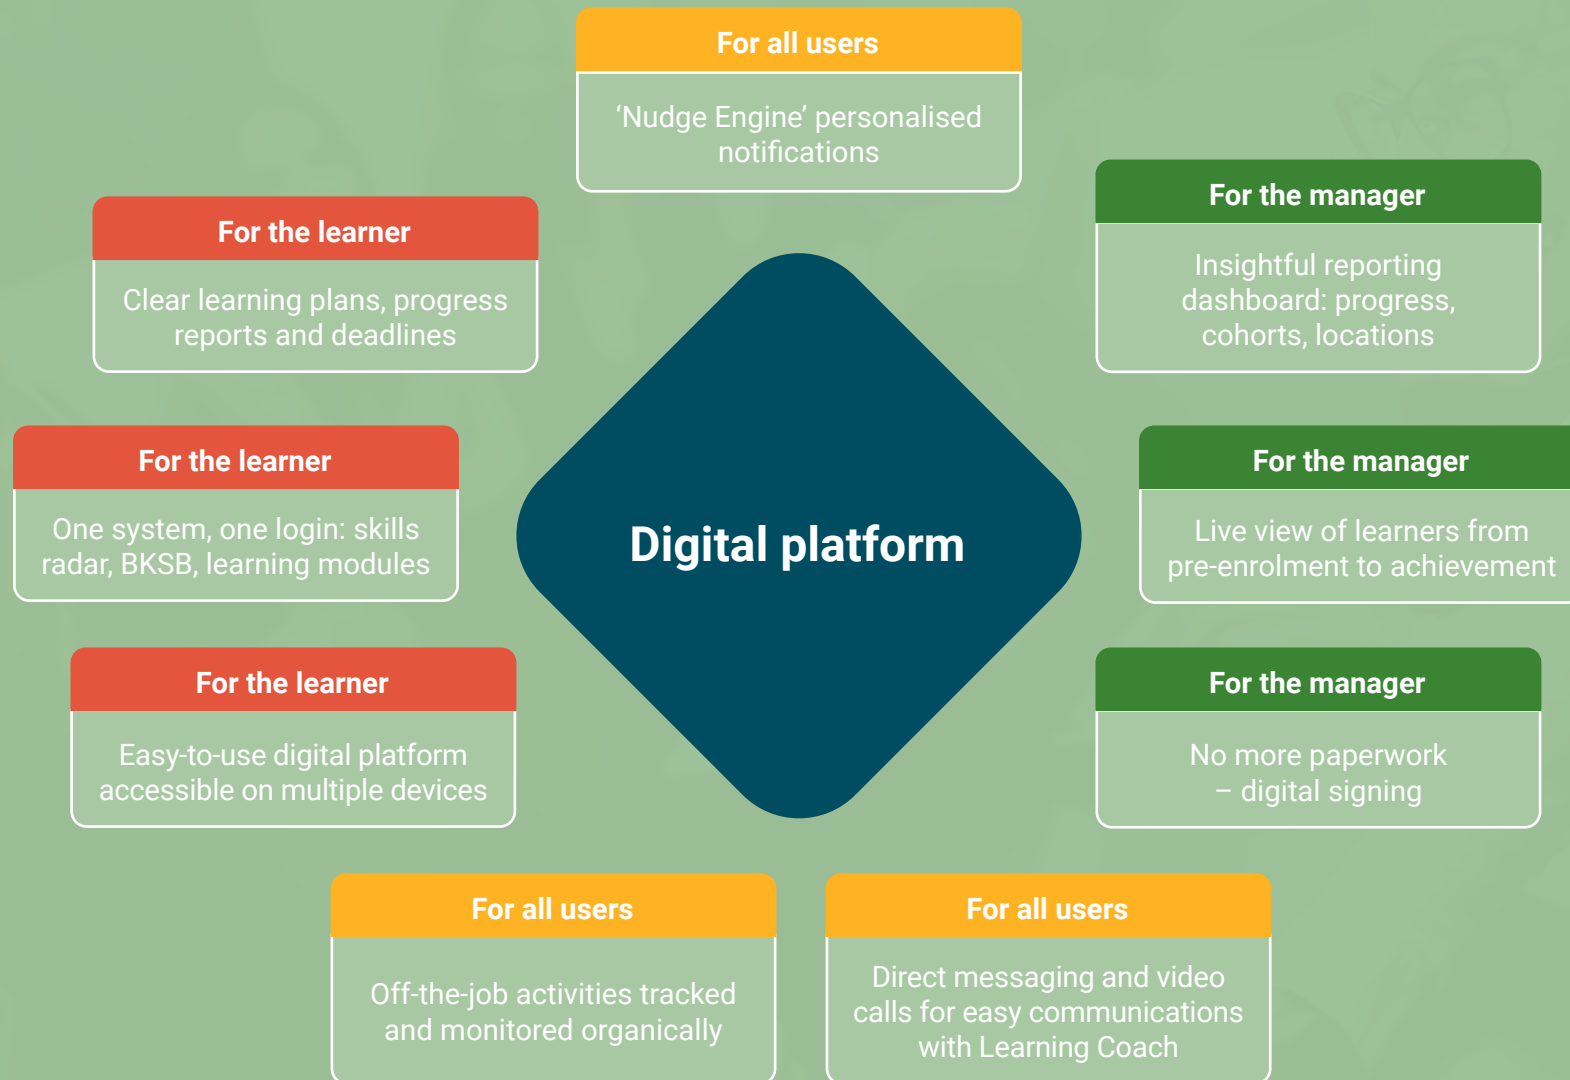 For all users
‘Nudge Engine’ personalised
notifications
For the manager
Insightful reporting
dashboard: progress,
cohorts, locations
For the learner
Clear learning plans, progress
reports and deadlines
For the learner
One system, one login: skills
radar, BKSB, learning modules
Digital platform
For the manager
Live view of learners from
pre-enrolment to achievement
For the learner
Easy-to-use digital platform
accessible on multiple devices
For the manager
No more paperwork
– digital signing
For all users
Off-the-job activities tracked
and monitored organically
For all users
Direct messaging and video
calls for easy communications
with Learning Coach